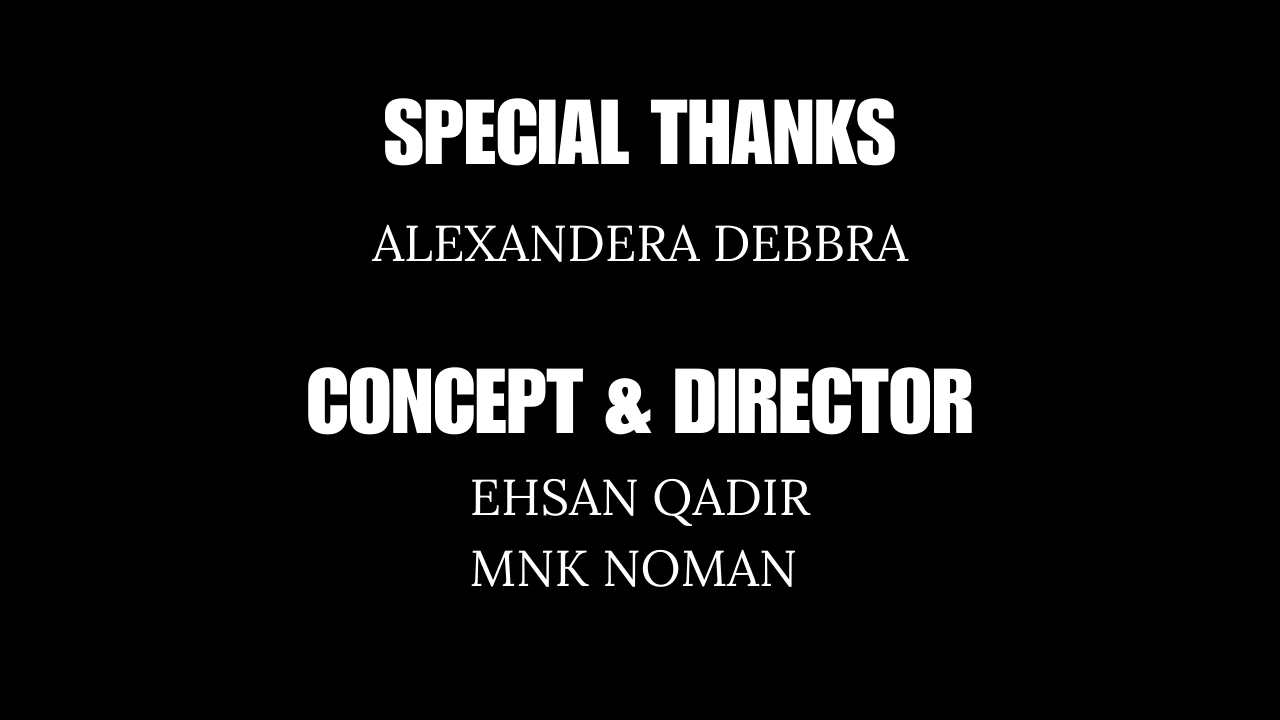 SPECIAL THANKS
ALEXANDERA DEBBRA
CONCEPT & DIRECTOR
EHSAN QADIR
MNK NOMAN